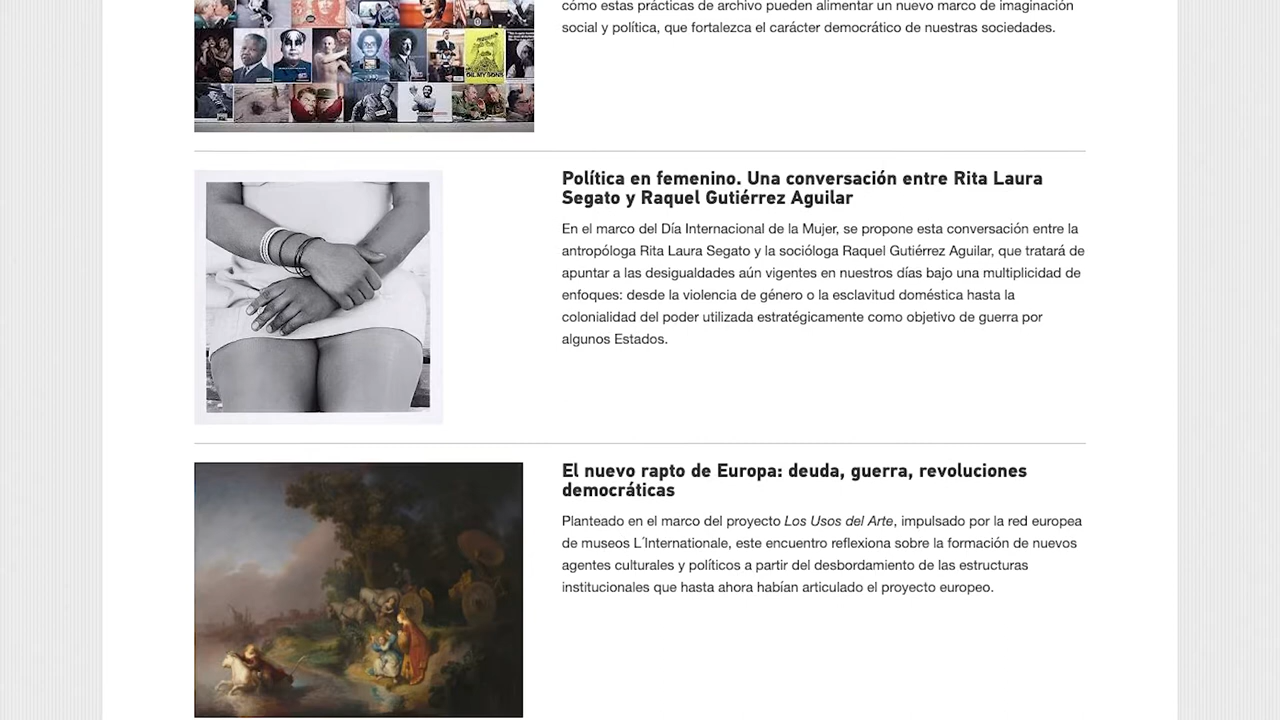 cómo estas prácticas de archivo pueden alimentar un nuevo marco de imaginación
social y política, que fortalezca el carácter democrático de nuestras sociedades.
Política en femenino. Una conversación entre Rita Laura
Segato y Raquel Gutiérrez Aguilar
En el marco del Día Internacional de la Mujer, se propone esta conversación entre la
antropóloga Rita Laura Segato y la socióloga Raquel Gutiérrez Aguilar, que tratará de
apuntar a las desigualdades aún vigentes en nuestros días bajo una multiplicidad de
enfoques: desde la violencia de género o la esclavitud doméstica hasta la
colonialidad del poder utilizada estratégicamente como objetivo de guerra por
algunos Estados.
El nuevo rapto de Europa: deuda, guerra, revoluciones
democráticas
Planteado en el marco del proyecto Los Usos del Arte, impulsado por la red europea
de museos L´Internationale, este encuentro reflexiona sobre la formación de nuevos
agentes culturales y políticos a partir del desbordamiento de las estructuras
institucionales que hasta ahora habían articulado el proyecto europeo.